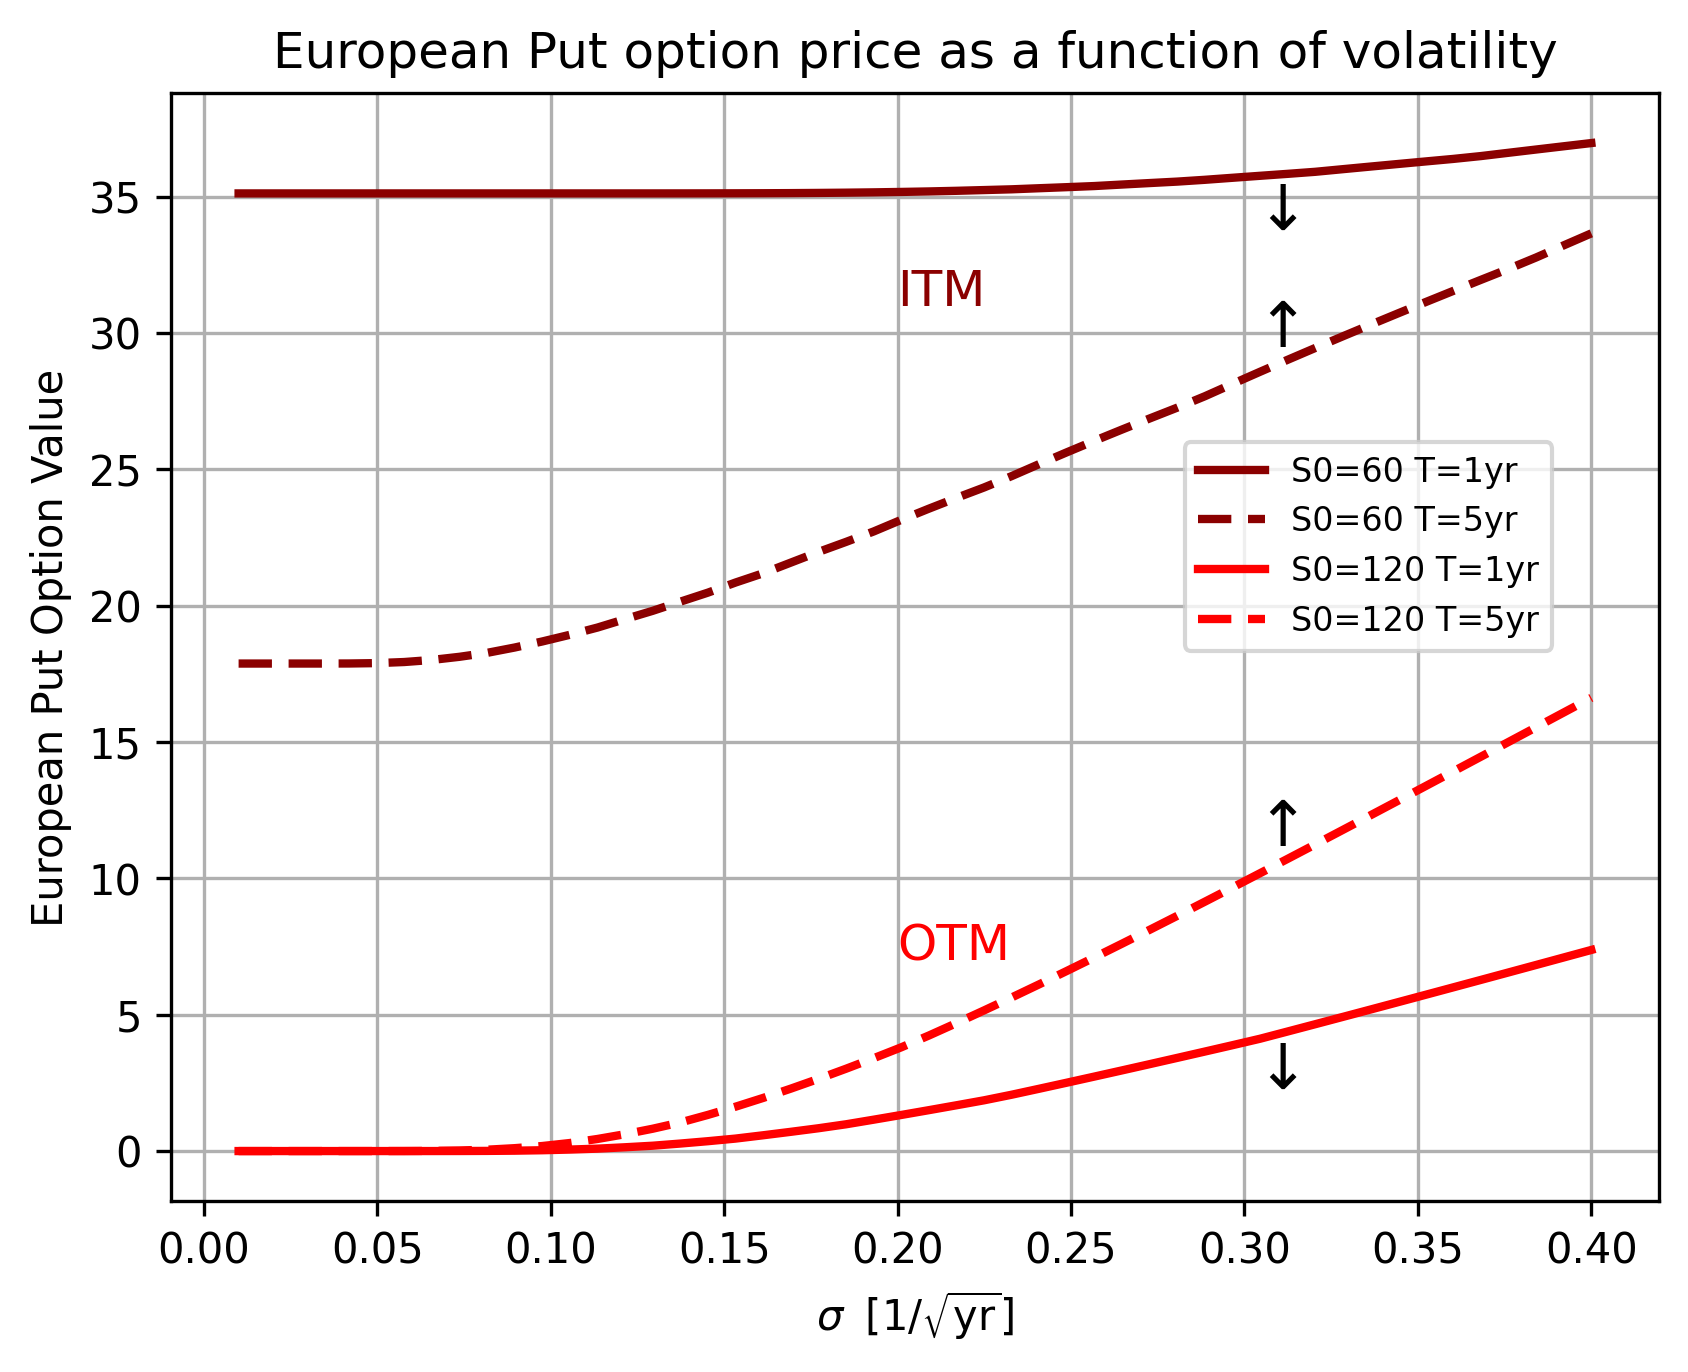 European Put option price as a function of volatility
European Put Option Value
35
30
25
20
15
10
5
0
ITM
OTM
↓
↑
↑
↓
S0=60 T=1yr
S0=60 T=5yr
S0=120 T=1yr
S0=120 T=5yr
0.00 0.05 0.10 0.15 0.20 0.25 0.30 0.35 0.40
σ [1/√yr]